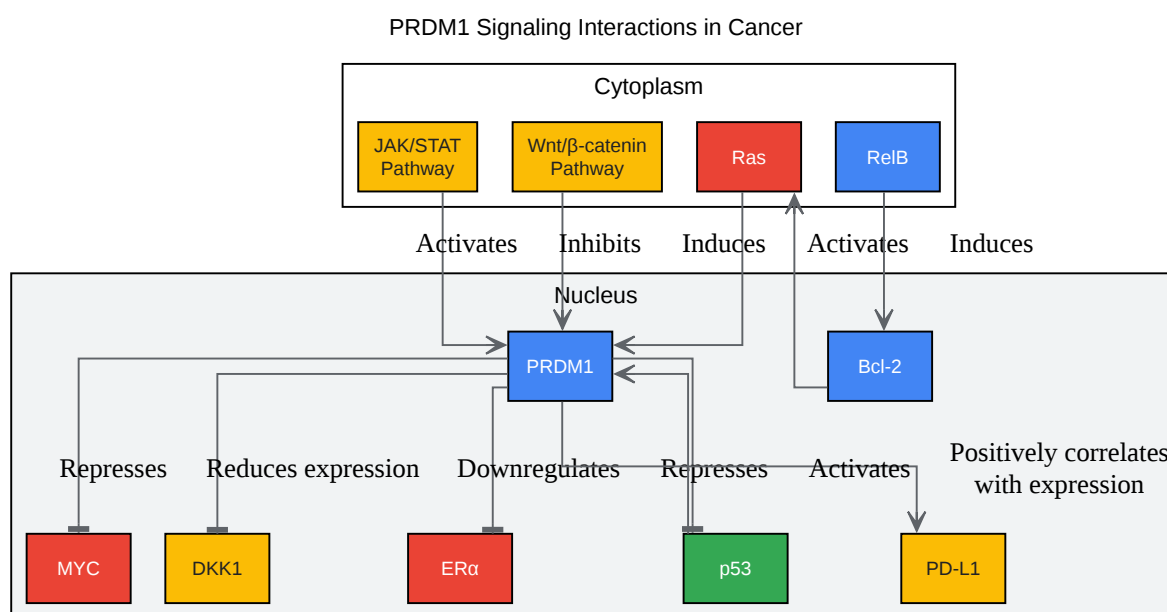 PRDM1 Signaling Interactions in Cancer
Cytoplasm
JAK/STAT
Pathway
Wnt/β-catenin
Pathway
Ras
RelB
Activates
Inhibits
Induces
Activates
Induces
Nucleus
PRDM1
Bcl-2
Represses
Reduces expression
Downregulates
Represses
Activates
Positively correlates
with expression
MYC
DKK1
ERα
p53
PD-L1